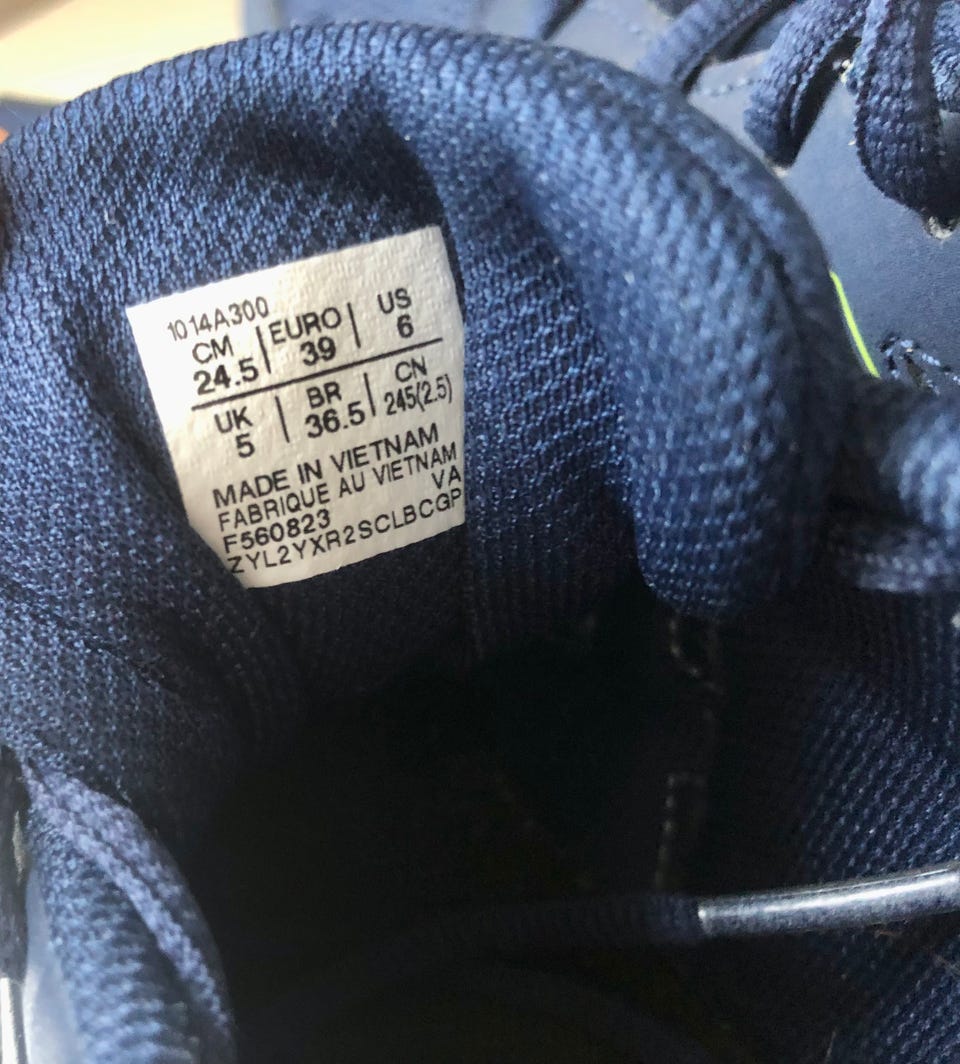 1014A300
CM | EURO | US
24.5 | 39 | 6
UK | BR | CN
5 | 36.5 | 245(2.5)
MADE IN VIETNAM
FABRIQUE AU VIETNAM
F560823 VA
ZYL2YXR2SCLBCGP